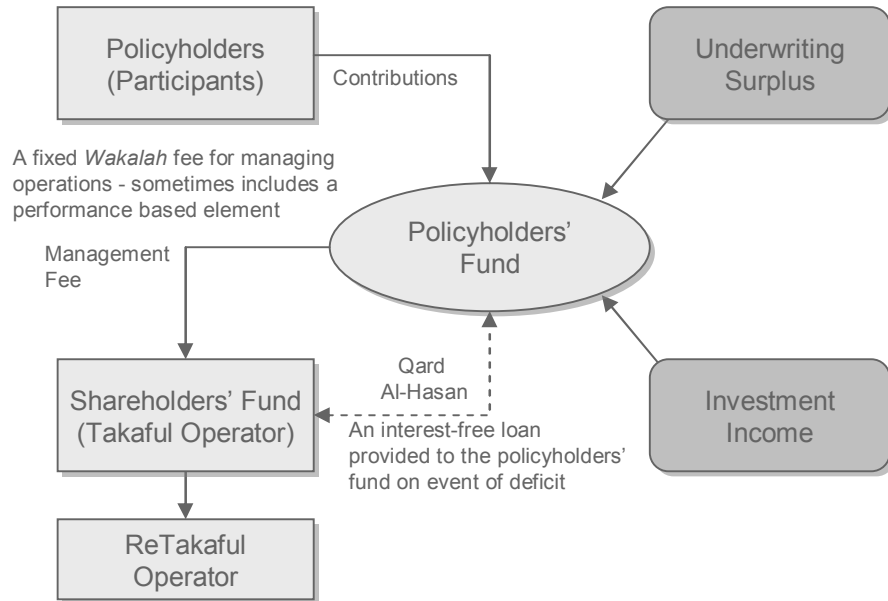 Policyholders
(Participants)
Contributions
Underwriting
Surplus
A fixed Wakalah fee for managing
operations - sometimes includes a
performance based element
Policyholders’
Fund
Management
Fee
Qard
Al-Hasan
Shareholders’ Fund
(Takaful Operator)
An interest-free loan
provided to the policyholders’
fund on event of deficit
Investment
Income
ReTakaful
Operator